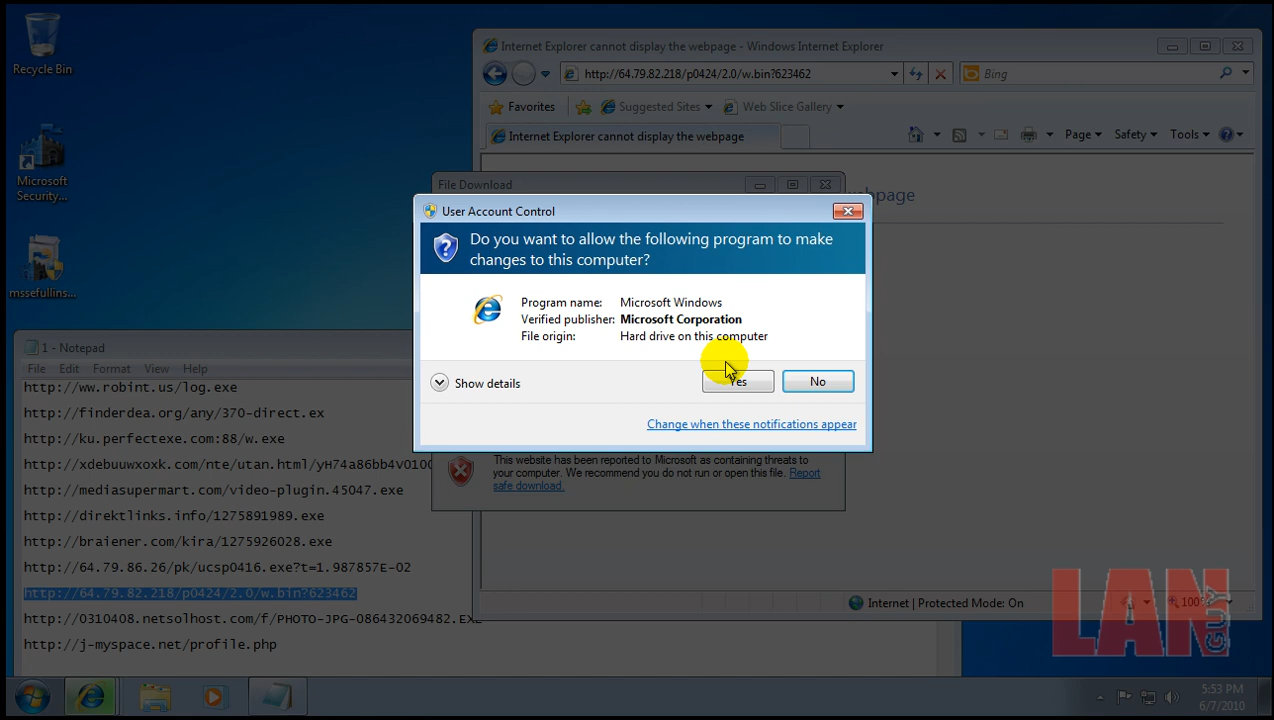 Recycle Bin
Microsoft
Security...
mssefullins...
Internet Explorer cannot display the webpage - Windows Internet Explorer
http://64.79.82.218/p0424/2.0/w.bin?623462
Bing
Favorites
Suggested Sites
Web Slice Gallery
Internet Explorer cannot display the webpage
Page
Safety
Tools
webpage
File Download
User Account Control
Do you want to allow the following program to make
changes to this computer?
Program name: Microsoft Windows
Verified publisher: Microsoft Corporation
File origin: Hard drive on this computer
Show details
Yes
No
Change when these notifications appear
This website has been reported to Microsoft as containing threats to
your computer. We recommend you do not run or open this file. Report
safe download.
1 - Notepad
File Edit Format View Help
http://ww.robint.us/log.exe
http://finderdea.org/any/370-direct.ex
http://ku.perfectexe.com:88/w.exe
http://xdebuuwxoxk.com/nte/utan.html/yH74a86bb4v0100
http://mediasupermart.com/video-plugin.45047.exe
http://direktlinks.info/1275891989.exe
http://braiener.com/kira/1275926028.exe
http://64.79.86.26/pk/ucsp0416.exe?t=1.987857E-02
http://64.79.82.218/p0424/2.0/w.bin?623462
http://0310408.netsolhost.com/f/PHOTO-JPG-086432069482.EXE
http://j-myspace.net/profile.php
Internet | Protected Mode: On
100%
LAN
GUY
5:53 PM
6/7/2010